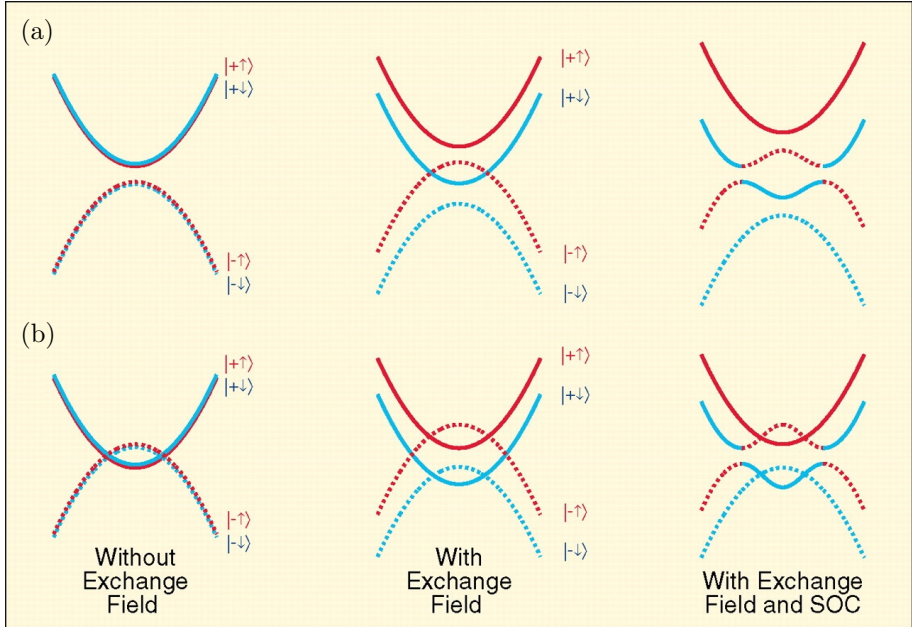 (a)
|+↑⟩
|+↓⟩
|-↑⟩
|-↓⟩
|+↑⟩
|+↓⟩
|-↑⟩
|-↓⟩
(b)
|+↑⟩
|+↓⟩
|-↑⟩
|-↓⟩
|+↑⟩
|+↓⟩
|-↑⟩
|-↓⟩
Without
Exchange
Field
With
Exchange
Field
With Exchange
Field and SOC